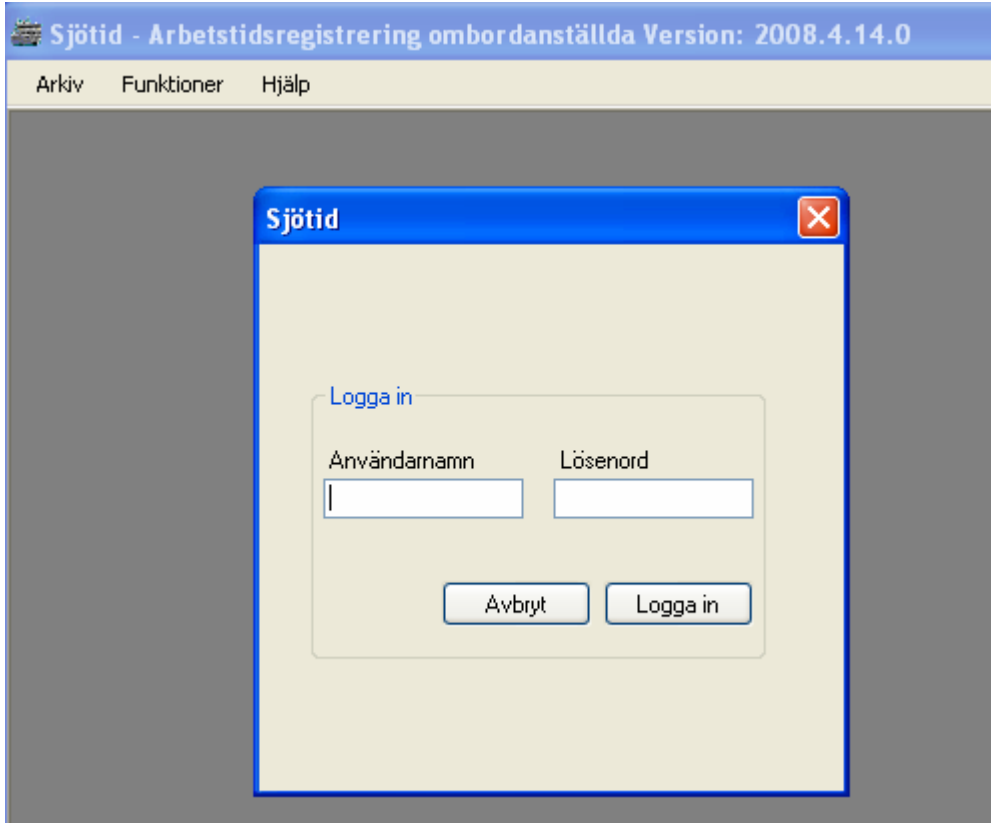 Sjötid - Arbetstidsregistrering ombordanställda Version: 2008.4.14.0
Arkiv Funktioner Hjälp
Sjötid
Logga in
Användarnamn Lösenord
Avbryt Logga in